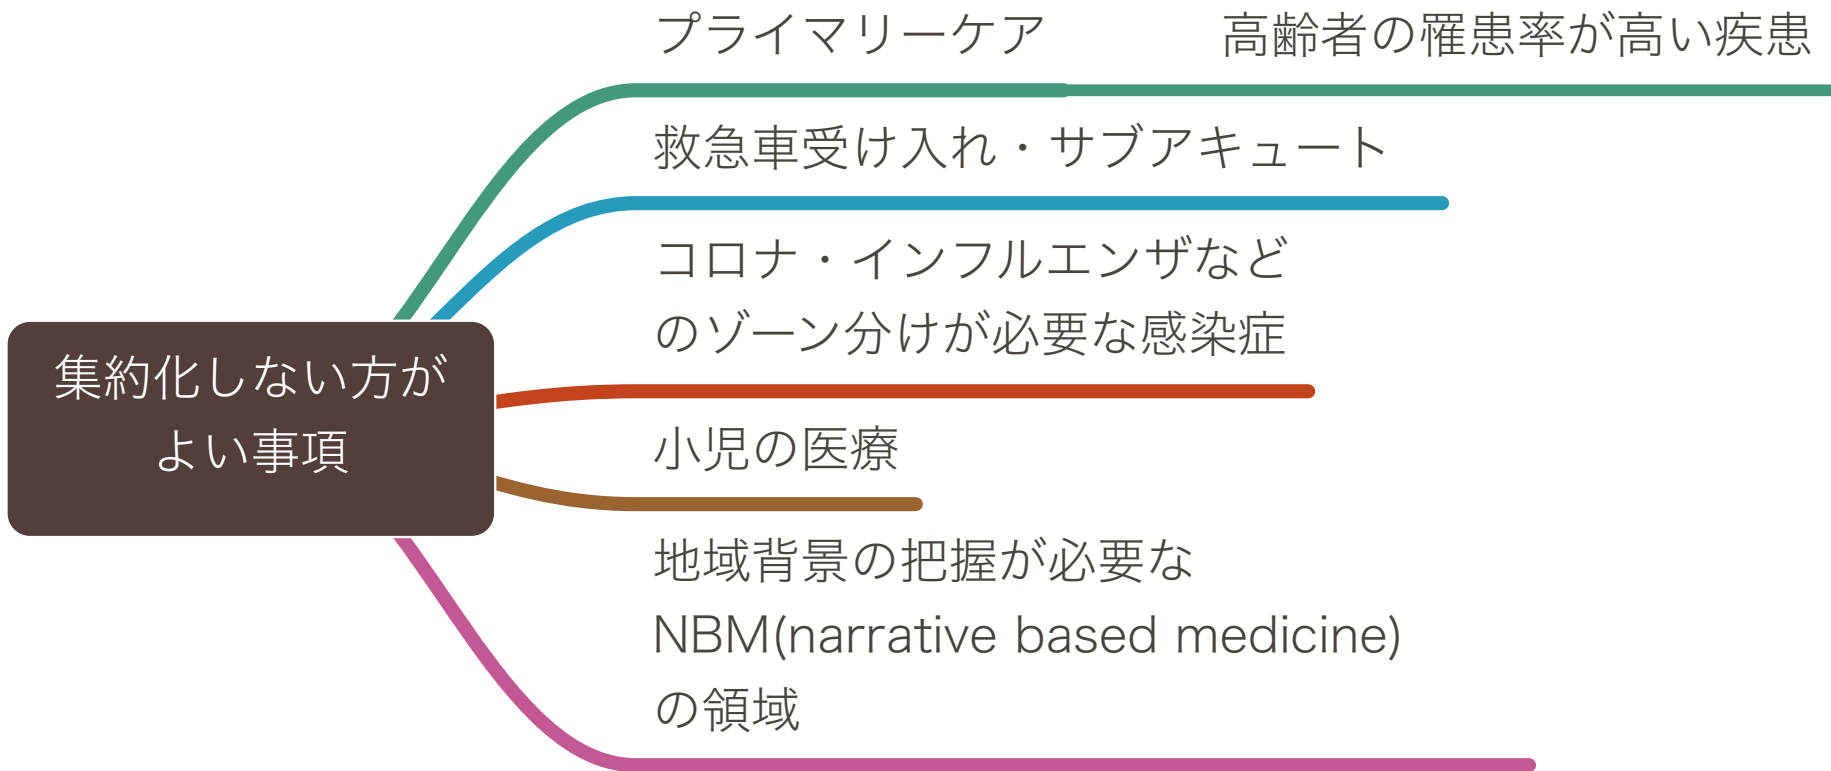 集約化しない方が
よい事項
プライマリーケア
高齢者の罹患率が高い疾患
救急車受け入れ・サブアキュート
コロナ・インフルエンザなど
のゾーン分けが必要な感染症
小児の医療
地域背景の把握が必要な
NBM(narrative based medicine)
の領域